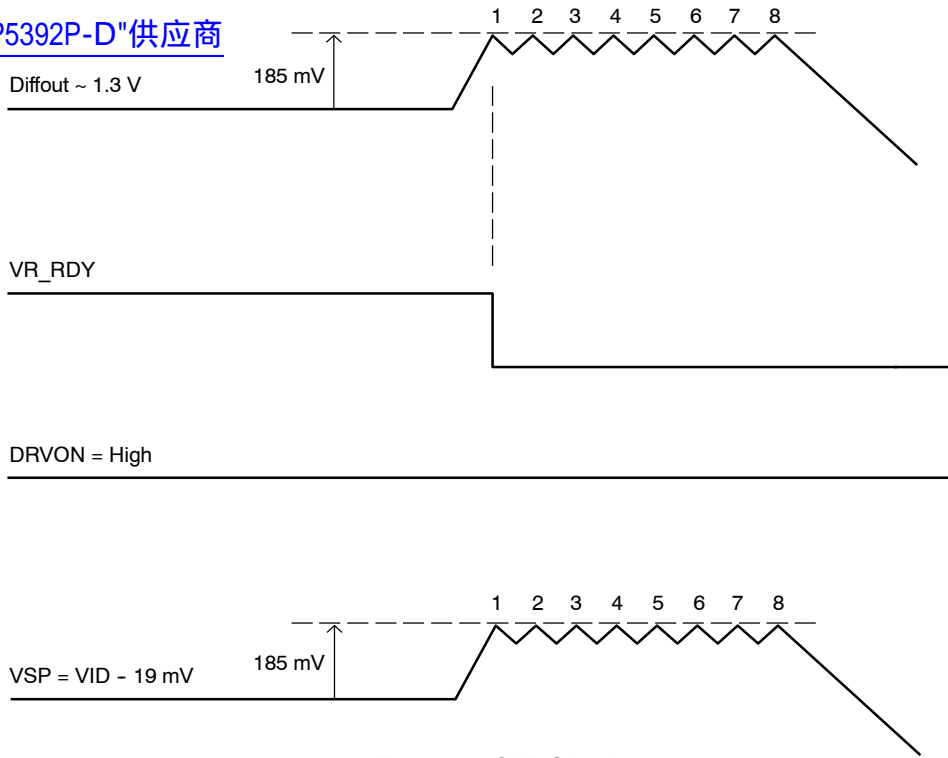 P5392P-D"供应商
1 2 3 4 5 6 7 8
185 mV
Diffout ~ 1.3 V
VR_RDY
DRVON = High
1 2 3 4 5 6 7 8
185 mV
VSP = VID - 19 mV